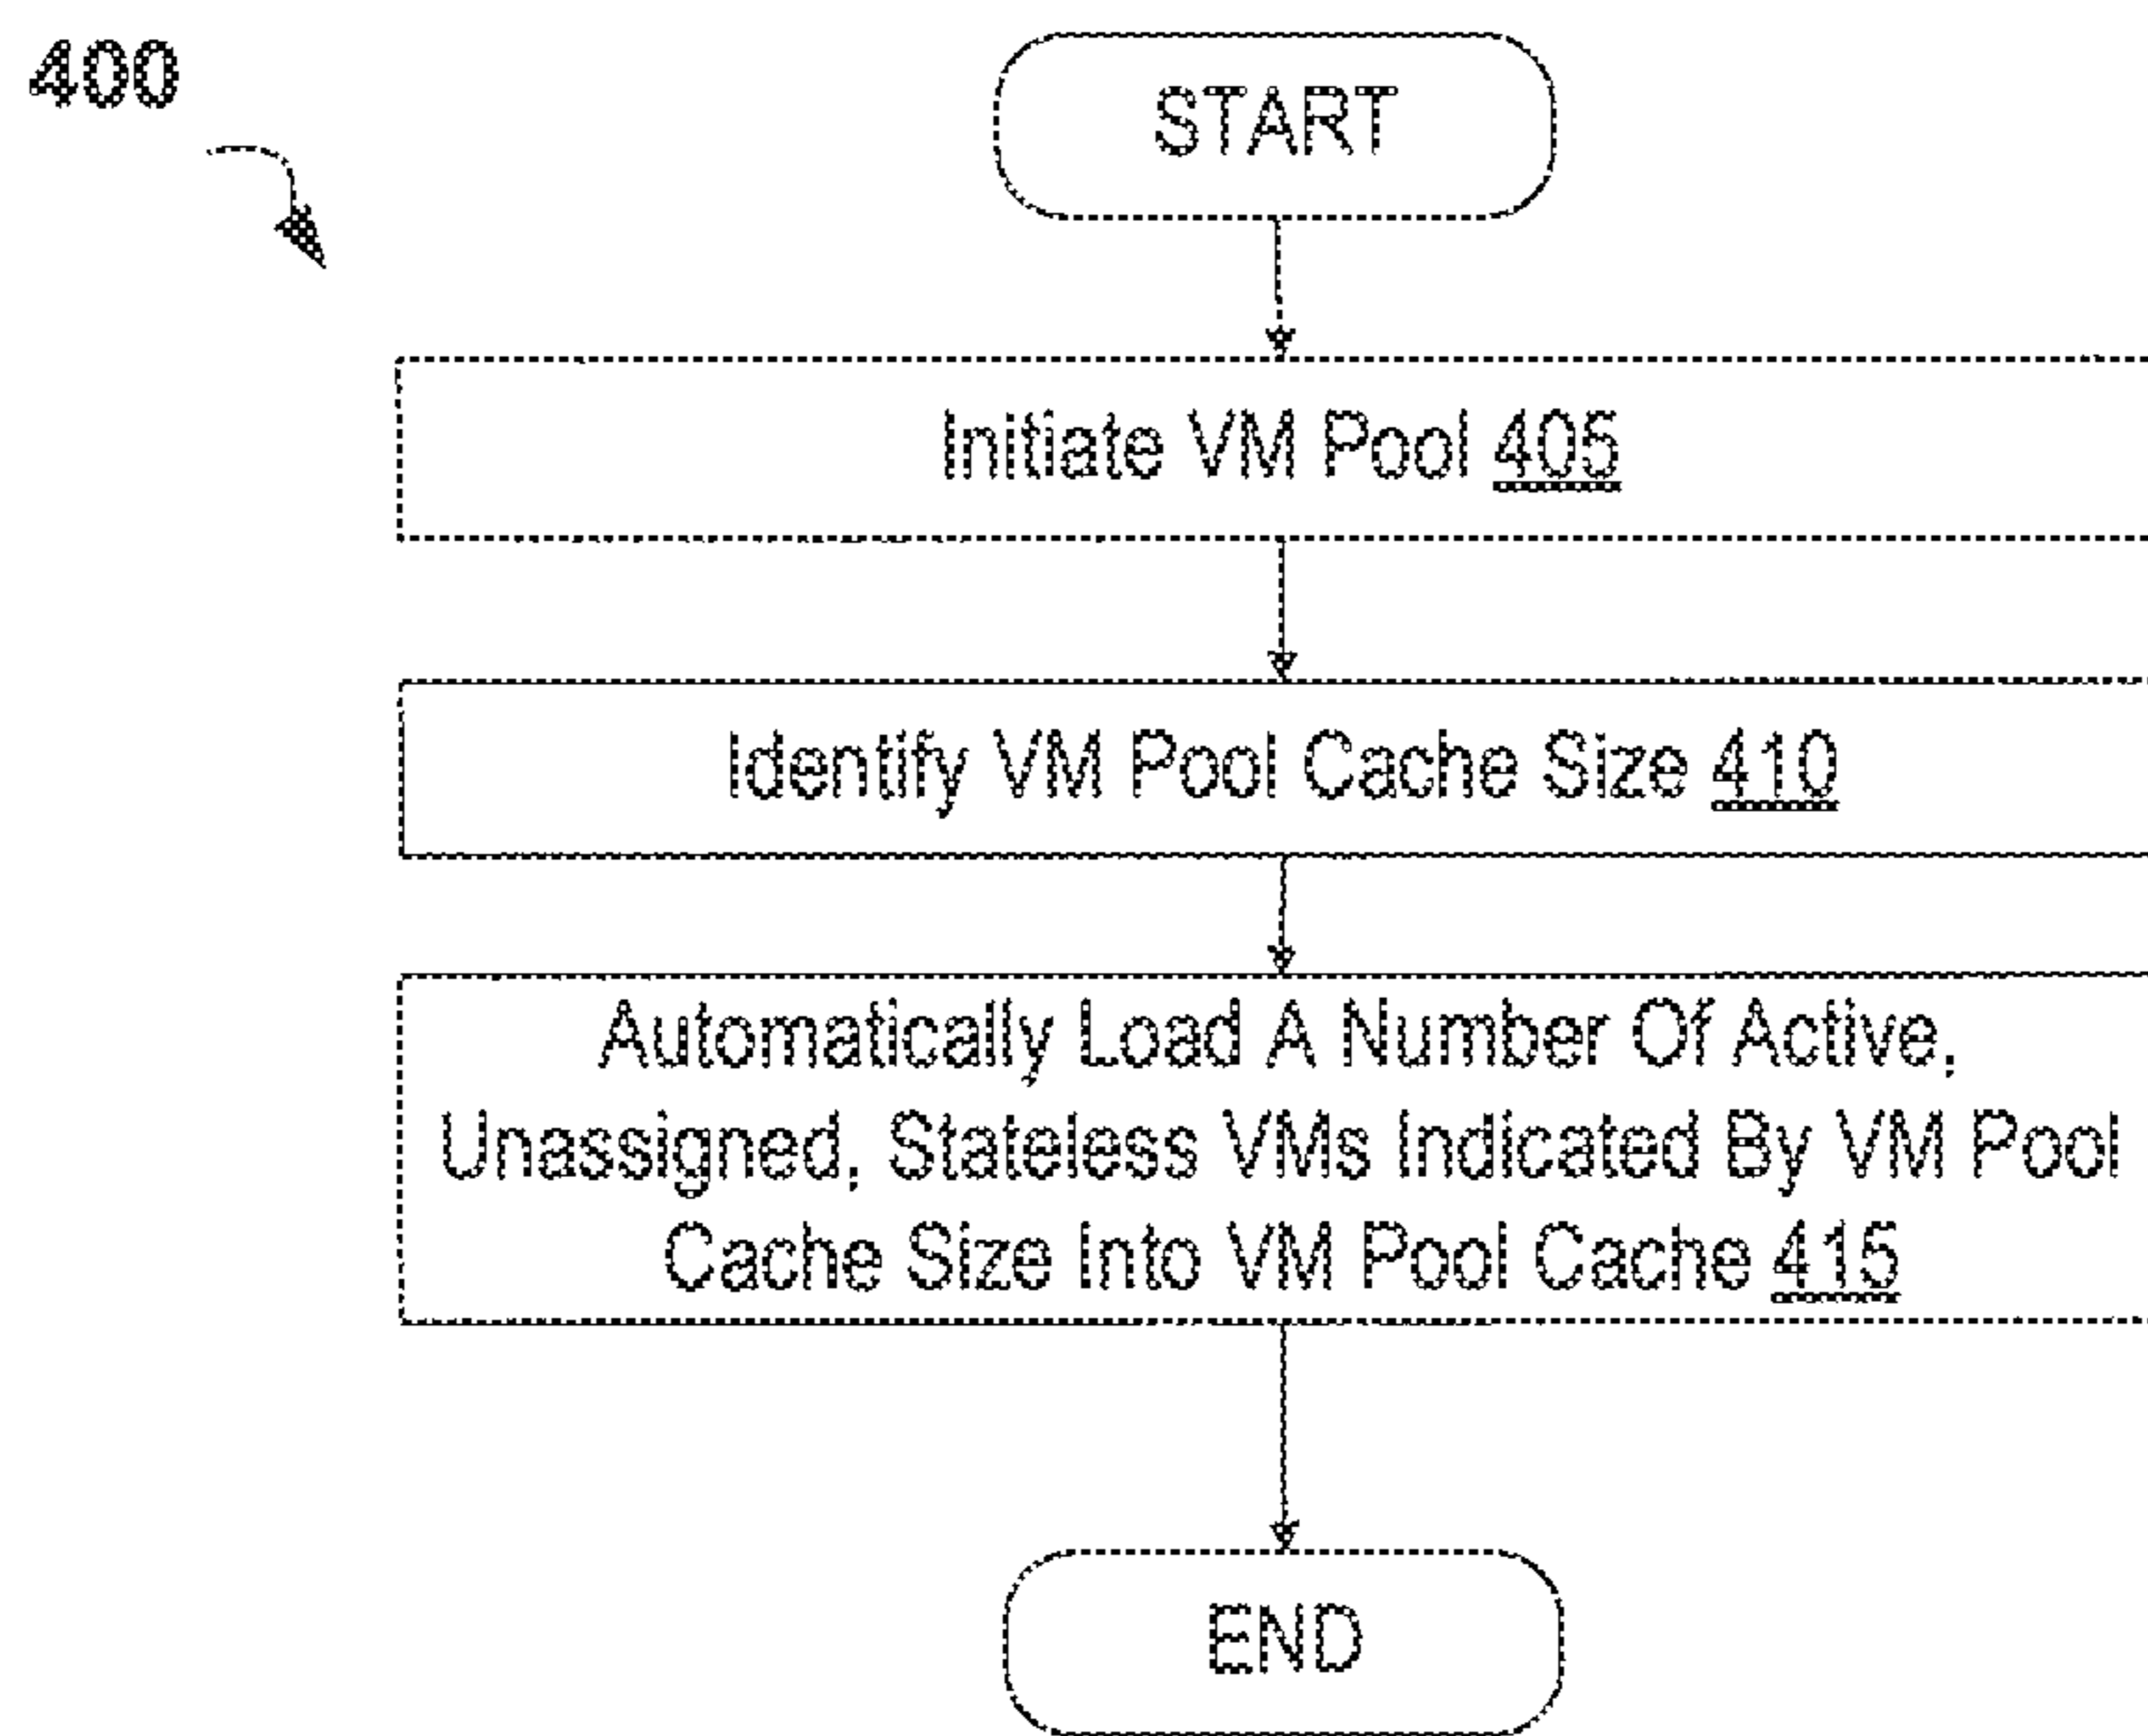 400
START
Initiate VM Pool 405
Identify VM Pool Cache Size 410
Automatically Load A Number Of Active,
Unassigned, Stateless VMs Indicated By VM Pool
Cache Size Into VM Pool Cache 415
END